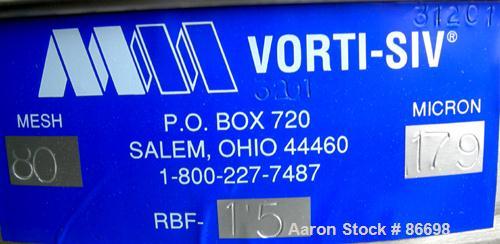 31201
VORTI-SIV®
3201
MESH
80
P.O. BOX 720
SALEM, OHIO 44460
1-800-227-7487
MICRON
179
RBF- 15
Aaron Stock # 86698